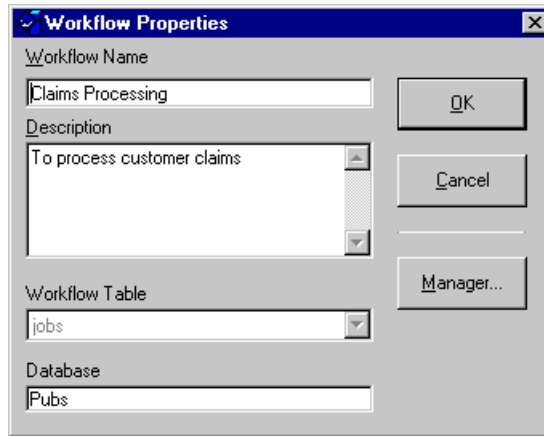 Workflow Properties
Workflow Name
Claims Processing
OK
Description
To process customer claims
Cancel
Manager...
Workflow Table
jobs
Database
Pubs